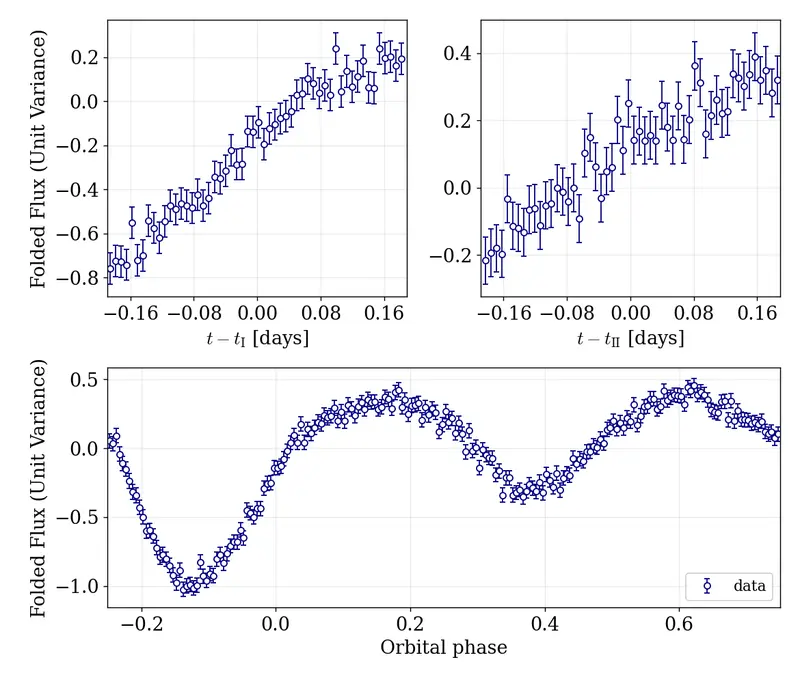 Folded Flux (Unit Variance)
0.2
0.0
−0.2
−0.4
−0.6
−0.8
−0.16 −0.08 0.00 0.08 0.16
t − tI [days]
0.4
0.2
0.0
−0.2
−0.16 −0.08 0.00 0.08 0.16
t − tII [days]
Folded Flux (Unit Variance)
0.5
0.0
−0.5
−1.0
data
−0.2 0.0 0.2 0.4 0.6
Orbital phase